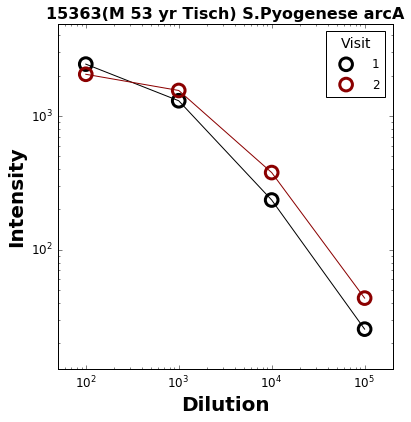 15363(M 53 yr Tisch) S.Pyogenese arcA
Visit
1
2
Intensity
10³
10²
10² 10³ 10⁴ 10⁵
Dilution